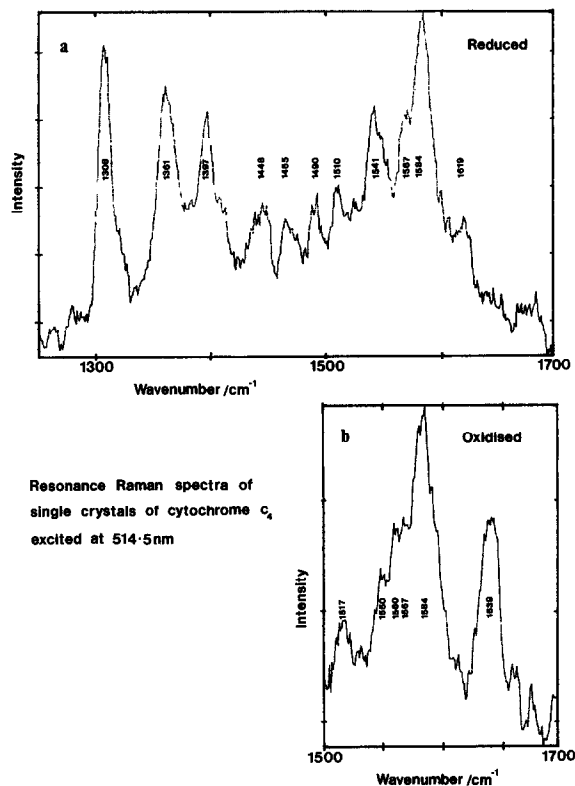 a
Reduced
Intensity
1308
1361
1397
1448
1465
1490
1510
1541
1567
1584
1619
1300
1500
1700
Wavenumber /cm⁻¹
b
Oxidised
Resonance Raman spectra of
single crystals of cytochrome c₄
excited at 514·5nm
Intensity
1517
1550
1560
1567
1584
1639
1500
1700
Wavenumber/cm⁻¹